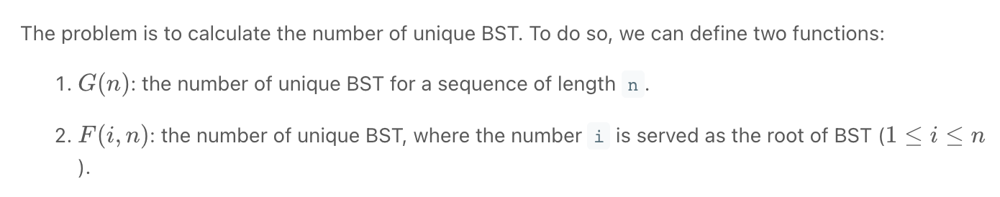 The problem is to calculate the number of unique BST. To do so, we can define two functions:
1. G(n): the number of unique BST for a sequence of length n .
2. F(i, n): the number of unique BST, where the number i is served as the root of BST (1 ≤ i ≤ n
).